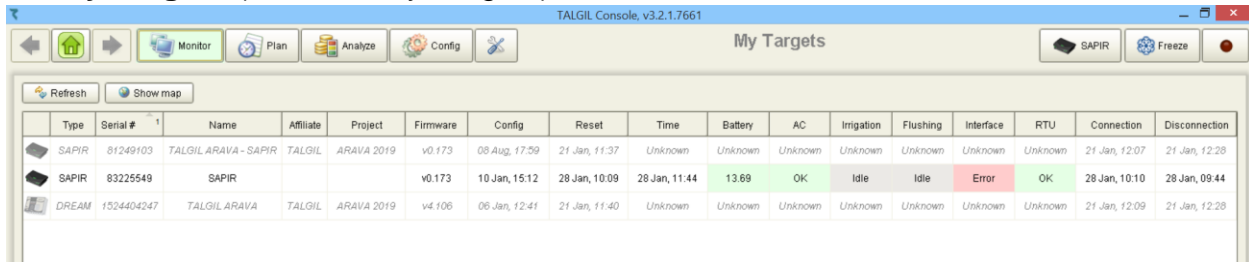 TALGIL Console, v3.2.1.7661
Monitor Plan Analyze Config My Targets SAPIR Freeze
Refresh Show map
Type Serial # 1 Name Affiliate Project Firmware Config Reset Time Battery AC Irrigation Flushing Interface RTU Connection Disconnection
SAPIR 81249103 TALGIL ARAVA - SAPIR TALGIL ARAVA 2019 v0.173 08 Aug, 17:59 21 Jan, 11:37 Unknown Unknown Unknown Unknown Unknown Unknown Unknown 21 Jan, 12:07 21 Jan, 12:28
SAPIR 83225549 SAPIR v0.173 10 Jan, 15:12 28 Jan, 10:09 28 Jan, 11:44 13.69 OK Idle Idle Error OK 28 Jan, 10:10 28 Jan, 09:44
DREAM 1524404247 TALGIL ARAVA TALGIL ARAVA 2019 v4.106 06 Jan, 12:41 21 Jan, 11:40 Unknown Unknown Unknown Unknown Unknown Unknown Unknown 21 Jan, 12:09 21 Jan, 12:28